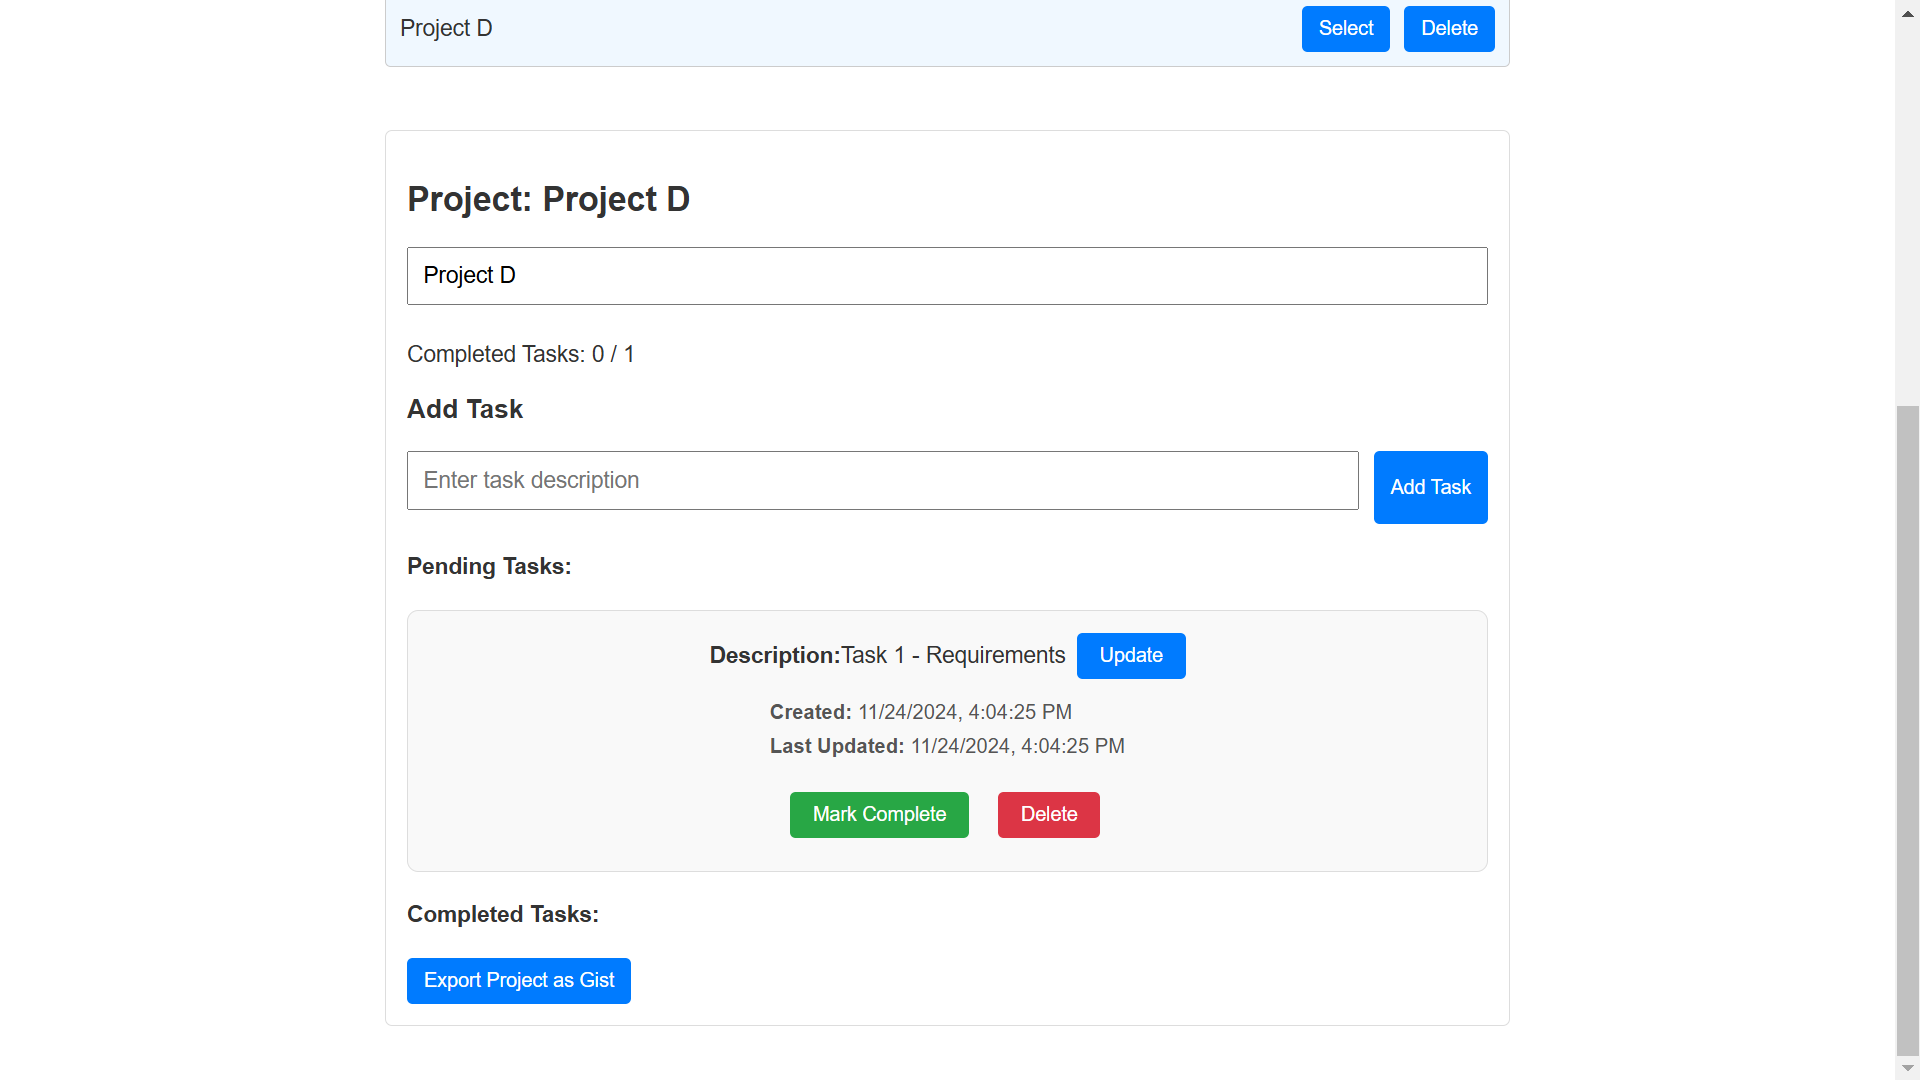 Project D Select Delete
Project: Project D
Project D
Completed Tasks: 0 / 1
Add Task
Enter task description Add Task
Pending Tasks:
Description:Task 1 - Requirements Update
Created: 11/24/2024, 4:04:25 PM
Last Updated: 11/24/2024, 4:04:25 PM
Mark Complete Delete
Completed Tasks:
Export Project as Gist